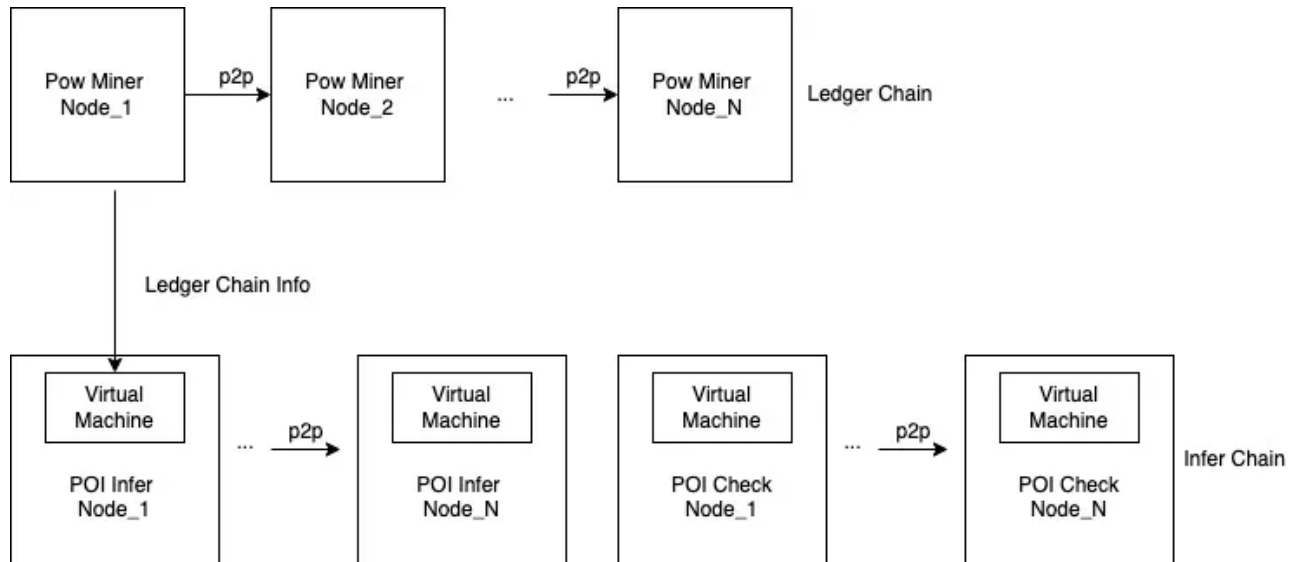 Pow Miner
Node_1
p2p
Pow Miner
Node_2
...
p2p
Pow Miner
Node_N
Ledger Chain
Ledger Chain Info
Virtual
Machine
POI Infer
Node_1
...
p2p
Virtual
Machine
POI Infer
Node_N
Virtual
Machine
POI Check
Node_1
...
p2p
Virtual
Machine
POI Check
Node_N
Infer Chain